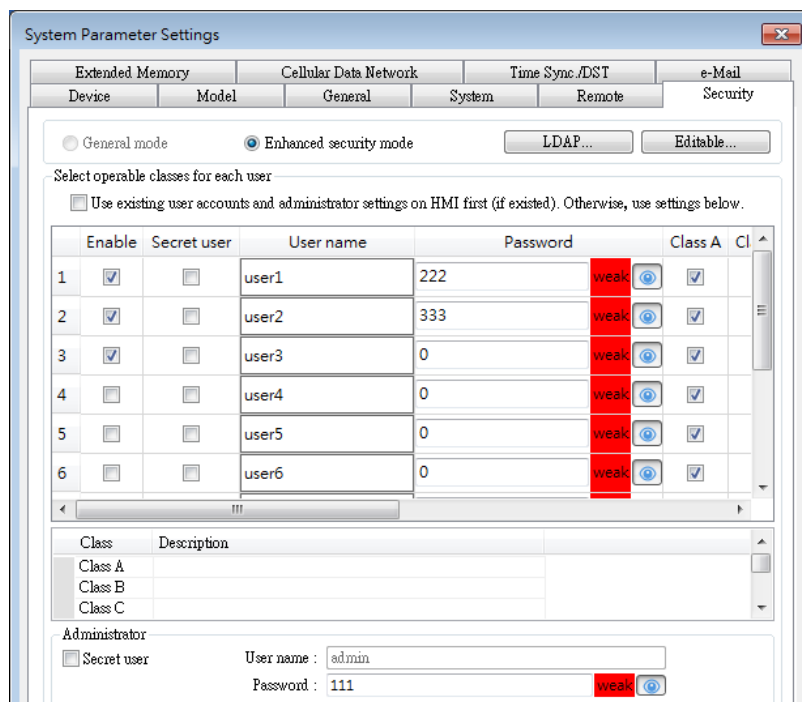 System Parameter Settings
Extended Memory Cellular Data Network Time Sync./DST e-Mail
Device Model General System Remote Security
General mode Enhanced security mode LDAP... Editable...
Select operable classes for each user
Use existing user accounts and administrator settings on HMI first (if existed). Otherwise, use settings below.
Enable Secret user User name Password Class A Cl
1 user1 222 weak
2 user2 333 weak
3 user3 0 weak
4 user4 0 weak
5 user5 0 weak
6 user6 0 weak
Class Description
Class A
Class B
Class C
Administrator
Secret user User name : admin
Password : 111 weak